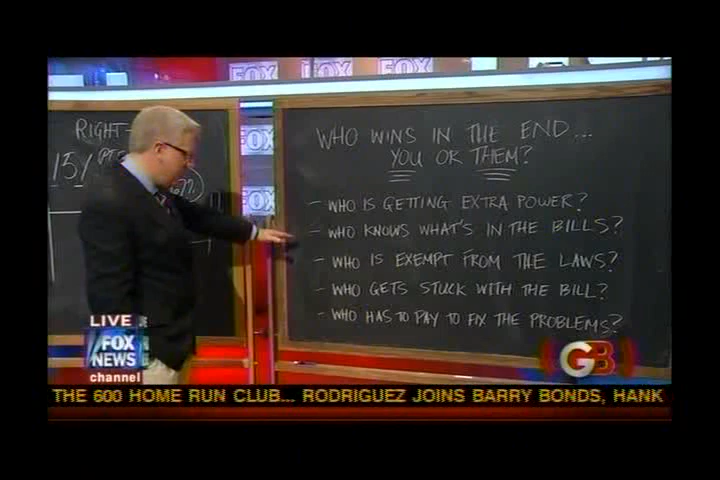 FOX
FOX
RIGHT-
15%
67%
FOX
FOX
WHO WINS IN THE END...
YOU OR THEM?
- WHO IS GETTING EXTRA POWER?
- WHO KNOWS WHAT'S IN THE BILLS?
- WHO IS EXEMPT FROM THE LAWS?
- WHO GETS STUCK WITH THE BILL?
- WHO HAS TO PAY TO FIX THE PROBLEMS?
LIVE
FOX
NEWS
channel
GB
THE 600 HOME RUN CLUB... RODRIGUEZ JOINS BARRY BONDS, HANK